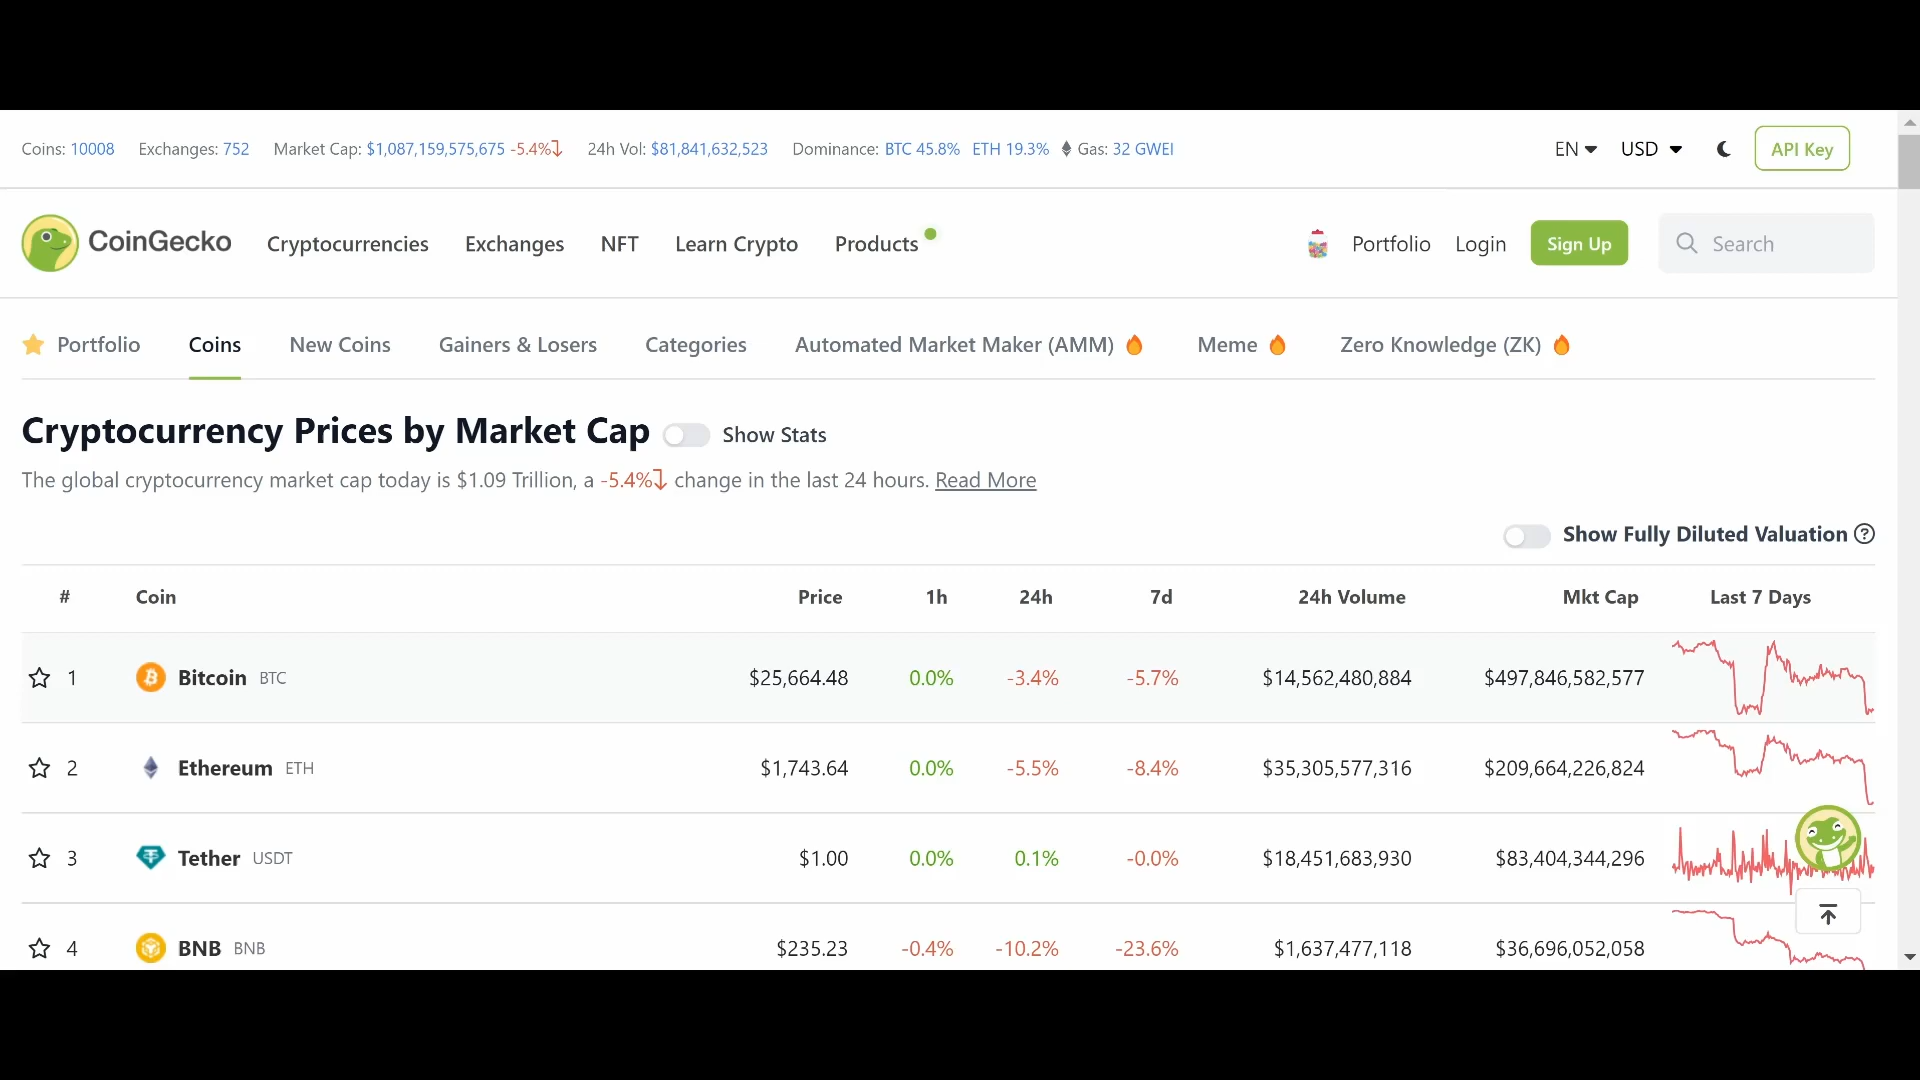 Coins: 10008 Exchanges: 752 Market Cap: $1,087,159,575,675 -5.4% 24h Vol: $81,841,632,523 Dominance: BTC 45.8% ETH 19.3% Gas: 32 GWEI EN USD API Key
CoinGecko Cryptocurrencies Exchanges NFT Learn Crypto Products Portfolio Login Sign Up Search
Portfolio Coins New Coins Gainers & Losers Categories Automated Market Maker (AMM) Meme Zero Knowledge (ZK)
Cryptocurrency Prices by Market Cap Show Stats
The global cryptocurrency market cap today is $1.09 Trillion, a -5.4% change in the last 24 hours. Read More
Show Fully Diluted Valuation ?
# Coin Price 1h 24h 7d 24h Volume Mkt Cap Last 7 Days
1 Bitcoin BTC $25,664.48 0.0% -3.4% -5.7% $14,562,480,884 $497,846,582,577
2 Ethereum ETH $1,743.64 0.0% -5.5% -8.4% $35,305,577,316 $209,664,226,824
3 Tether USDT $1.00 0.0% 0.1% -0.0% $18,451,683,930 $83,404,344,296
4 BNB BNB $235.23 -0.4% -10.2% -23.6% $1,637,477,118 $36,696,052,058